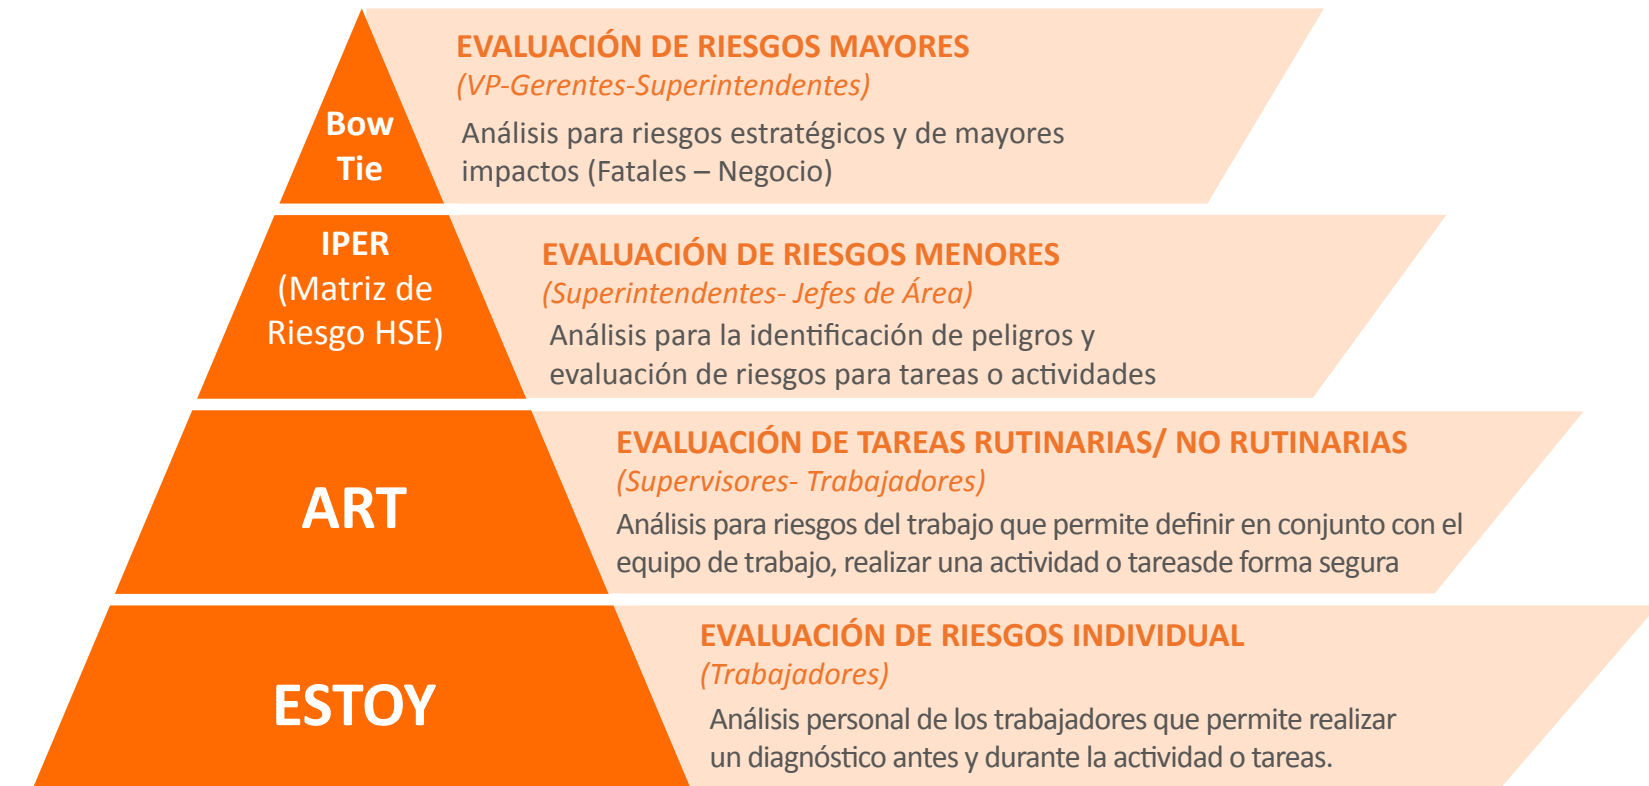 Bow
Tie
EVALUACIÓN DE RIESGOS MAYORES
(VP-Gerentes-Superintendentes)
Análisis para riesgos estratégicos y de mayores
impactos (Fatales – Negocio)
IPER
(Matriz de
Riesgo HSE)
EVALUACIÓN DE RIESGOS MENORES
(Superintendentes- Jefes de Área)
Análisis para la identificación de peligros y
evaluación de riesgos para tareas o actividades
ART
EVALUACIÓN DE TAREAS RUTINARIAS/ NO RUTINARIAS
(Supervisores- Trabajadores)
Análisis para riesgos del trabajo que permite definir en conjunto con el
equipo de trabajo, realizar una actividad o tareasde forma segura
ESTOY
EVALUACIÓN DE RIESGOS INDIVIDUAL
(Trabajadores)
Análisis personal de los trabajadores que permite realizar
un diagnóstico antes y durante la actividad o tareas.